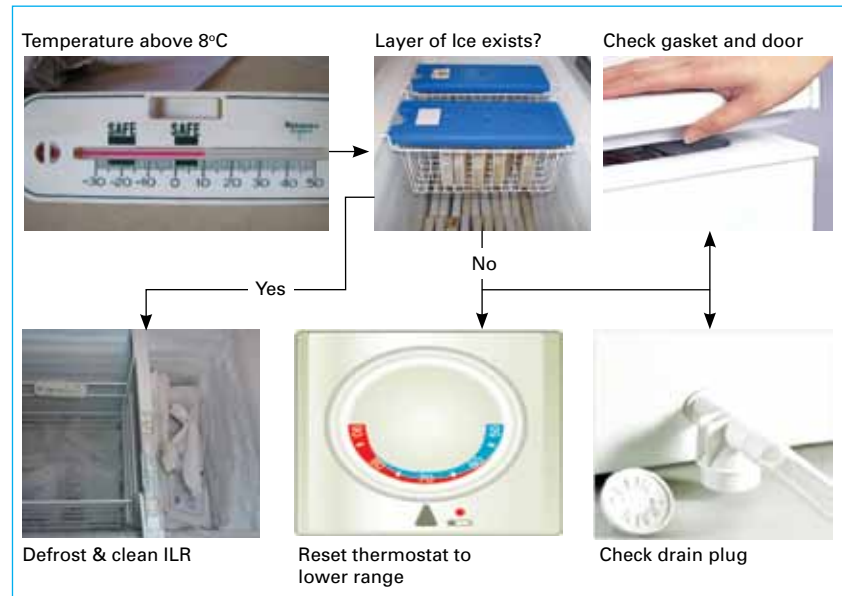 Temperature above 8°C
Layer of Ice exists?
Check gasket and door
SAFE SAFE
-30 -20 -10 0 10 20 30 40 50
No
Yes
Defrost & clean ILR
Reset thermostat to
lower range
Check drain plug